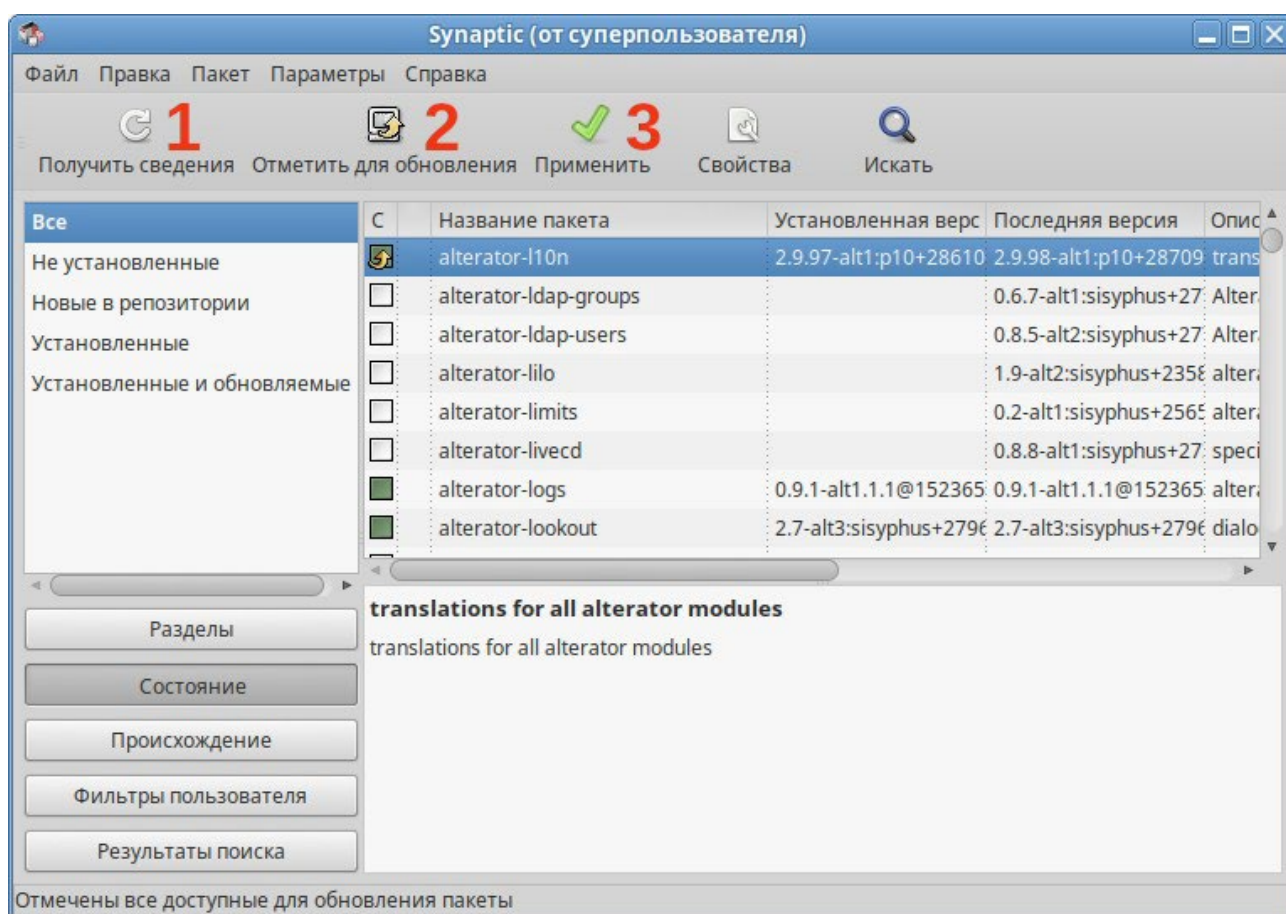 Synaptic (от суперпользователя)
Файл Правка Пакет Параметры Справка
1 2 3
Получить сведения Отметить для обновления Применить Свойства Искать
Все
Не установленные
Новые в репозитории
Установленные
Установленные и обновляемые
С Название пакета Установленная верс Последняя версия Опис
alterator-l10n 2.9.97-alt1:p10+28610 2.9.98-alt1:p10+28709 trans
alterator-ldap-groups 0.6.7-alt1:sisyphus+27 Alter
alterator-ldap-users 0.8.5-alt2:sisyphus+27 Alter
alterator-lilo 1.9-alt2:sisyphus+2358 altera
alterator-limits 0.2-alt1:sisyphus+2565 altera
alterator-livecd 0.8.8-alt1:sisyphus+27 speci
alterator-logs 0.9.1-alt1.1.1@152365 0.9.1-alt1.1.1@152365 altera
alterator-lookout 2.7-alt3:sisyphus+2796 2.7-alt3:sisyphus+2796 dialo
Разделы
Состояние
Происхождение
Фильтры пользователя
Результаты поиска
translations for all alterator modules
translations for all alterator modules
Отмечены все доступные для обновления пакеты